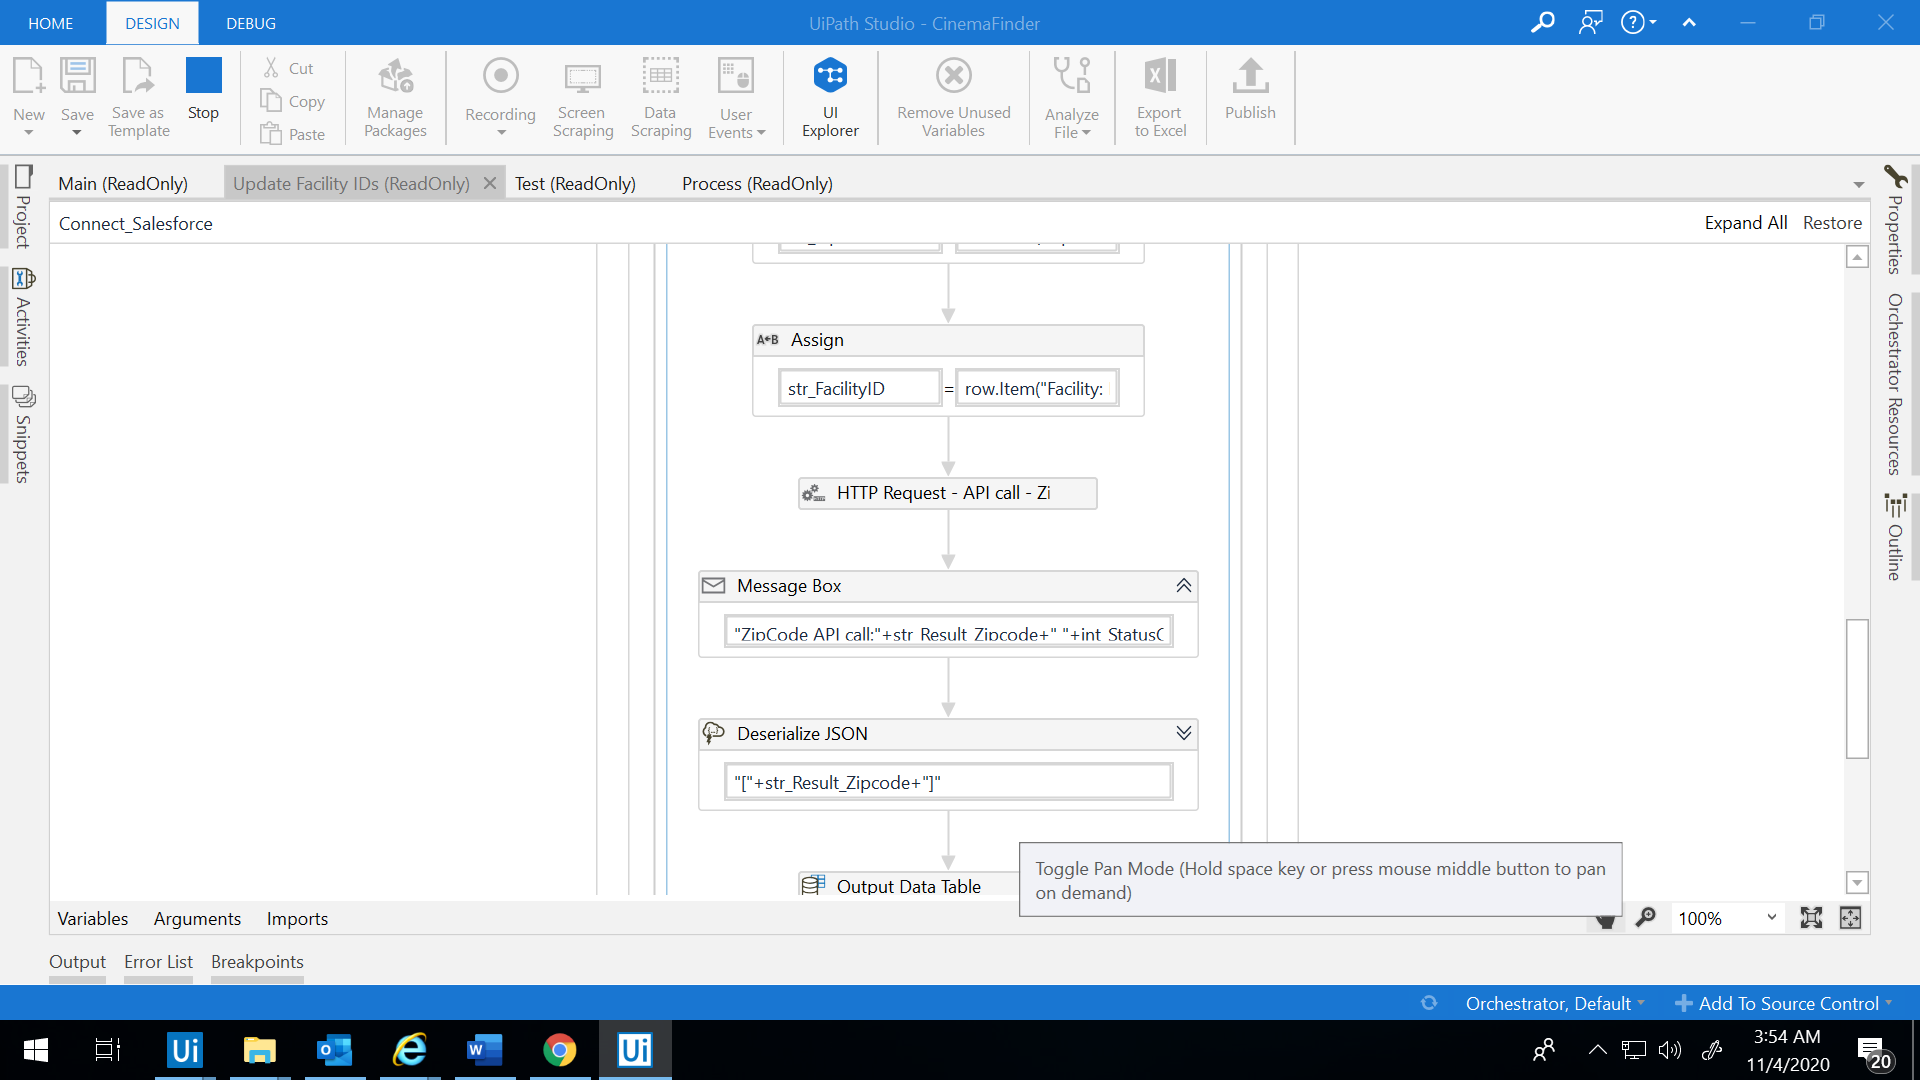 HOME DESIGN DEBUG UiPath Studio - CinemaFinder
New
Save
Save as
Template
Stop
Cut
Copy
Paste
Manage
Packages
Recording
Screen
Scraping
Data
Scraping
User
Events
UI
Explorer
Remove Unused
Variables
Analyze
File
Export
to Excel
Publish
Main (ReadOnly) Update Facility IDs (ReadOnly) Test (ReadOnly) Process (ReadOnly)
Connect_Salesforce Expand All Restore
Project
Activities
Snippets
A B Assign
str_FacilityID = row.Item("Facility:
HTTP Request - API call - Zi
Message Box
"ZipCode API call:"+str_Result_Zipcode+" "+int_StatusC
Deserialize JSON
"["+str_Result_Zipcode+"]"
Output Data Table
Toggle Pan Mode (Hold space key or press mouse middle button to pan
on demand)
Properties
Orchestrator Resources
Outline
Variables Arguments Imports 100%
Output Error List Breakpoints
Orchestrator, Default Add To Source Control
3:54 AM
11/4/2020
20